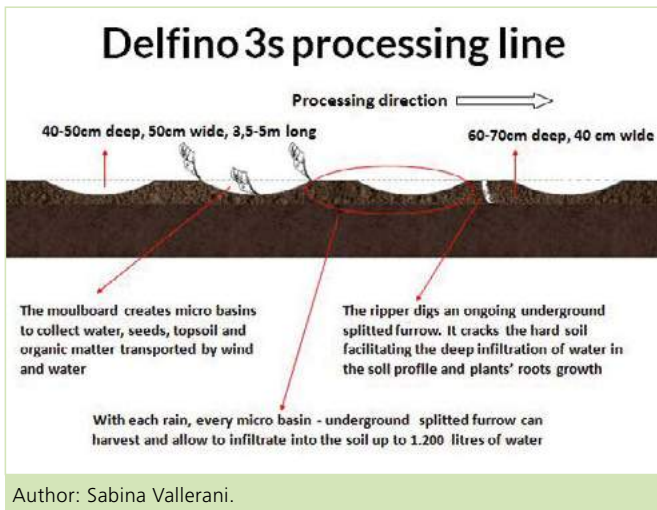 Delfino 3s processing line
Processing direction
40-50cm deep, 50cm wide, 3,5-5m long
60-70cm deep, 40 cm wide
The moulboard creates micro basins
to collect water, seeds, topsoil and
organic matter transported by wind
and water
The ripper digs an ongoing underground
splitted furrow. It cracks the hard soil
facilitating the deep infiltration of water in
the soil profile and plants' roots growth
With each rain, every micro basin - underground splitted furrow can
harvest and allow to infiltrate into the soil up to 1.200 litres of water
Author: Sabina Vallerani.